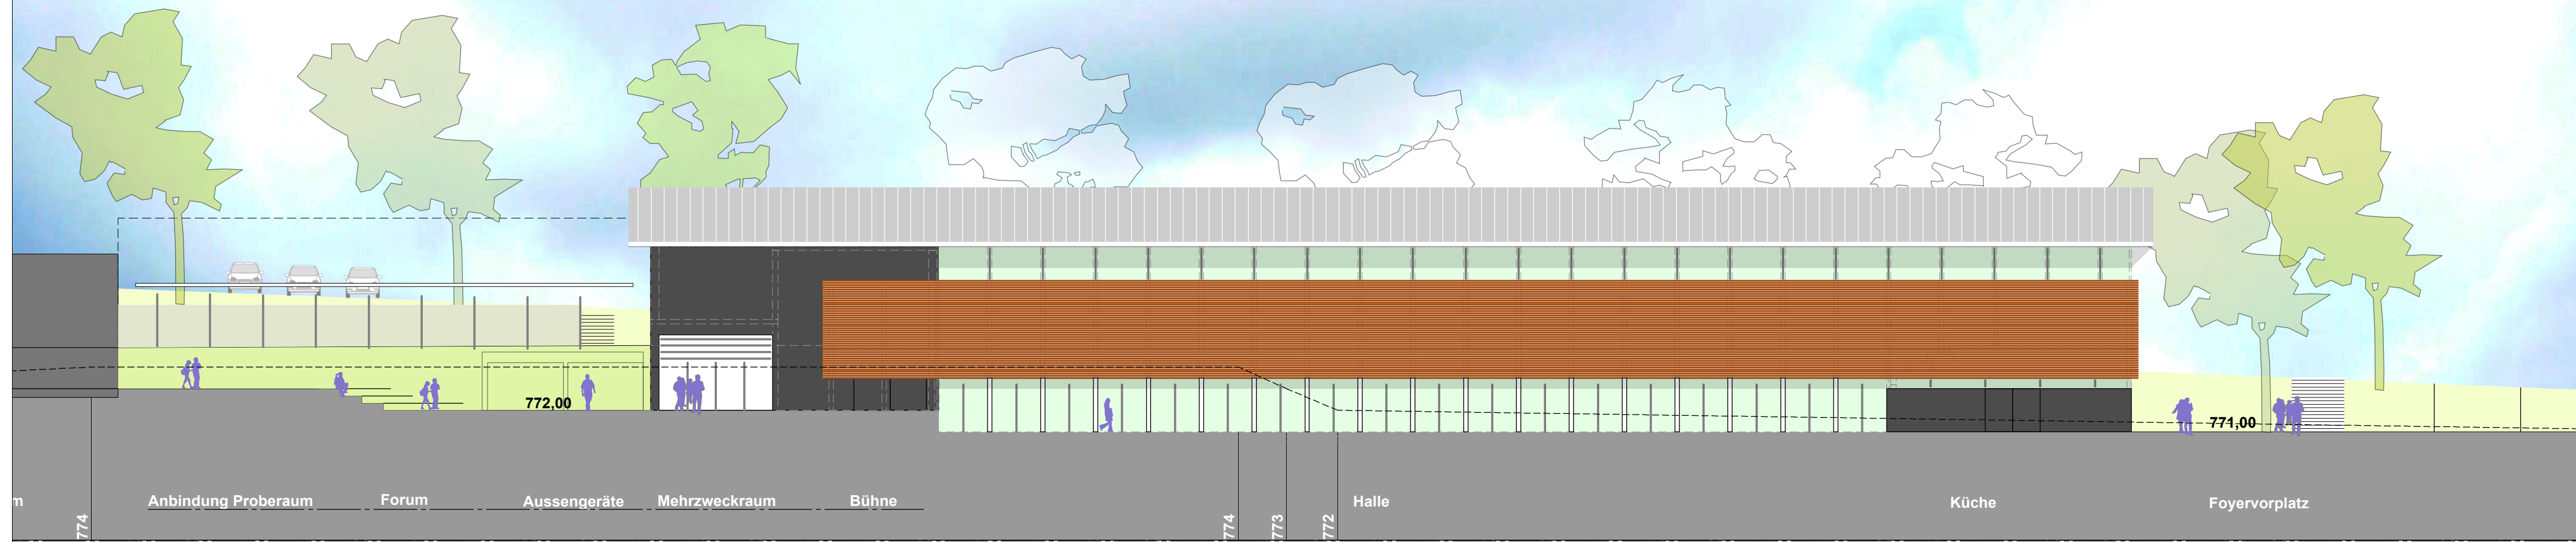 772,00
771,00
m
Anbindung Proberaum
Forum
Aussengeräte
Mehrzweckraum
Bühne
Halle
Küche
Foyervorplatz
774
774
773
772